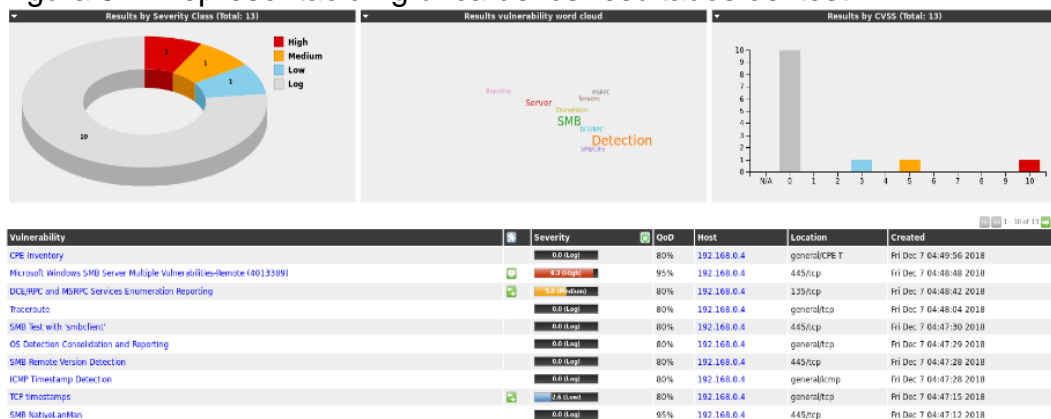 Results by Severity Class (Total: 13)
High
Medium
Low
Log
1
1
1
10
Results vulnerability word cloud
Reporting
MSRPC
Services
Server
Enumeration
SMB
DCE/RPC
Detection
SMB/CIFS
Results by CVSS (Total: 13)
10
9
8
7
6
5
4
3
2
1
0
N/A 0 1 2 3 4 5 6 7 8 9 10
1 - 10 of 13
Vulnerability Severity QoD Host Location Created
CPE Inventory 0.0 (Log) 80% 192.168.0.4 general/CPE-T Fri Dec 7 04:49:56 2018
Microsoft Windows SMB Server Multiple Vulnerabilities-Remote (4013389) 9.3 (High) 95% 192.168.0.4 445/tcp Fri Dec 7 04:48:48 2018
DCE/RPC and MSRPC Services Enumeration Reporting 5.0 (Medium) 80% 192.168.0.4 135/tcp Fri Dec 7 04:48:42 2018
Traceroute 0.0 (Log) 80% 192.168.0.4 general/tcp Fri Dec 7 04:48:04 2018
SMB Test with 'smbclient' 0.0 (Log) 80% 192.168.0.4 445/tcp Fri Dec 7 04:47:30 2018
OS Detection Consolidation and Reporting 0.0 (Log) 80% 192.168.0.4 general/tcp Fri Dec 7 04:47:29 2018
SMB Remote Version Detection 0.0 (Log) 80% 192.168.0.4 445/tcp Fri Dec 7 04:47:28 2018
ICMP Timestamp Detection 0.0 (Log) 80% 192.168.0.4 general/icmp Fri Dec 7 04:47:28 2018
TCP timestamps 2.6 (Low) 80% 192.168.0.4 general/tcp Fri Dec 7 04:47:15 2018
SMB NativeLanMan 0.0 (Log) 95% 192.168.0.4 445/tcp Fri Dec 7 04:47:12 2018